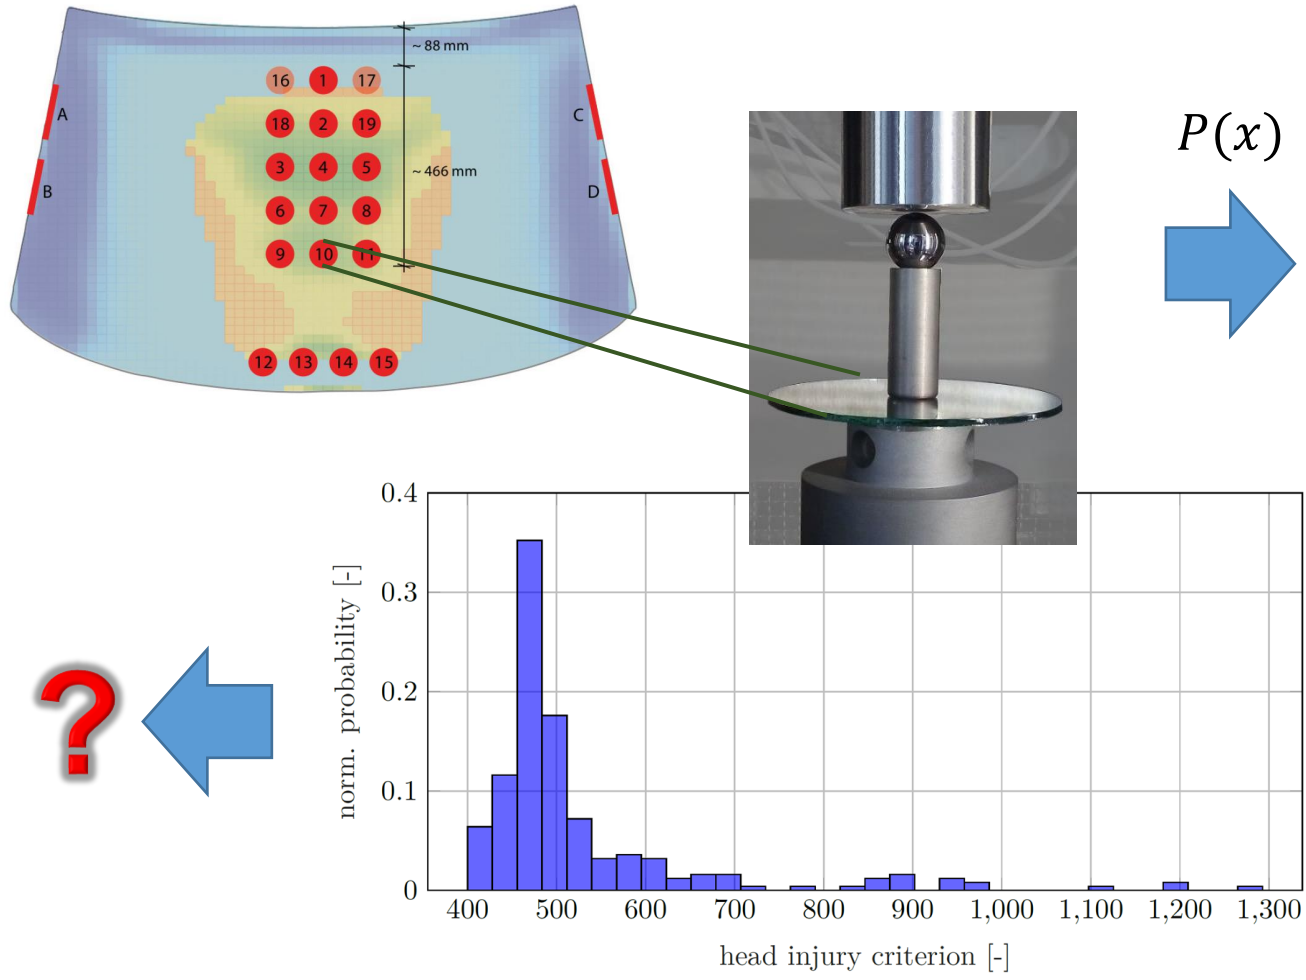 ~ 88 mm
16 1 17
A
C
18 2 19
P(x)
3 4 5
~ 466 mm
B
D
6 7 8
9 10 11
12 13 14 15
0.4
0.3
0.2
0.1
0
norm. probability [-]
?
400 500 600 700 800 900 1,000 1,100 1,200 1,300
head injury criterion [-]